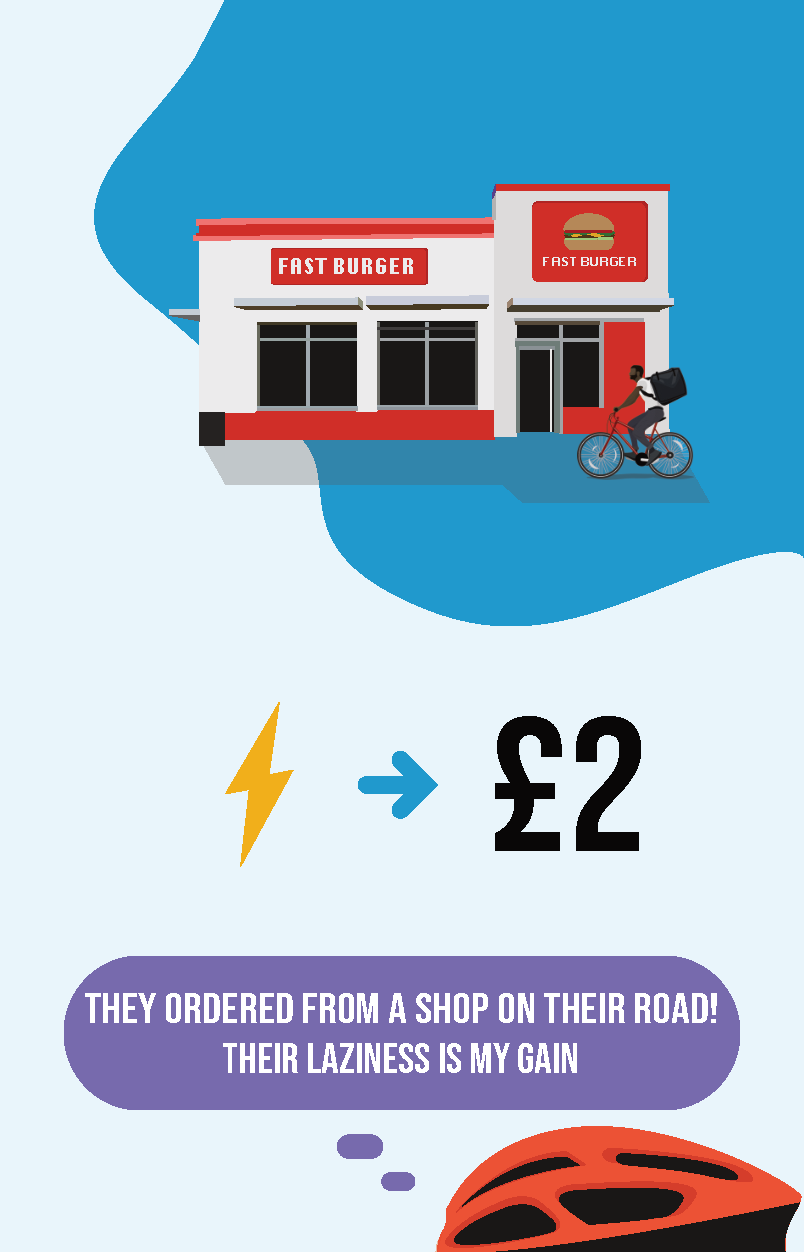 FAST BURGER
FAST BURGER
£2
THEY ORDERED FROM A SHOP ON THEIR ROAD!
THEIR LAZINESS IS MY GAIN